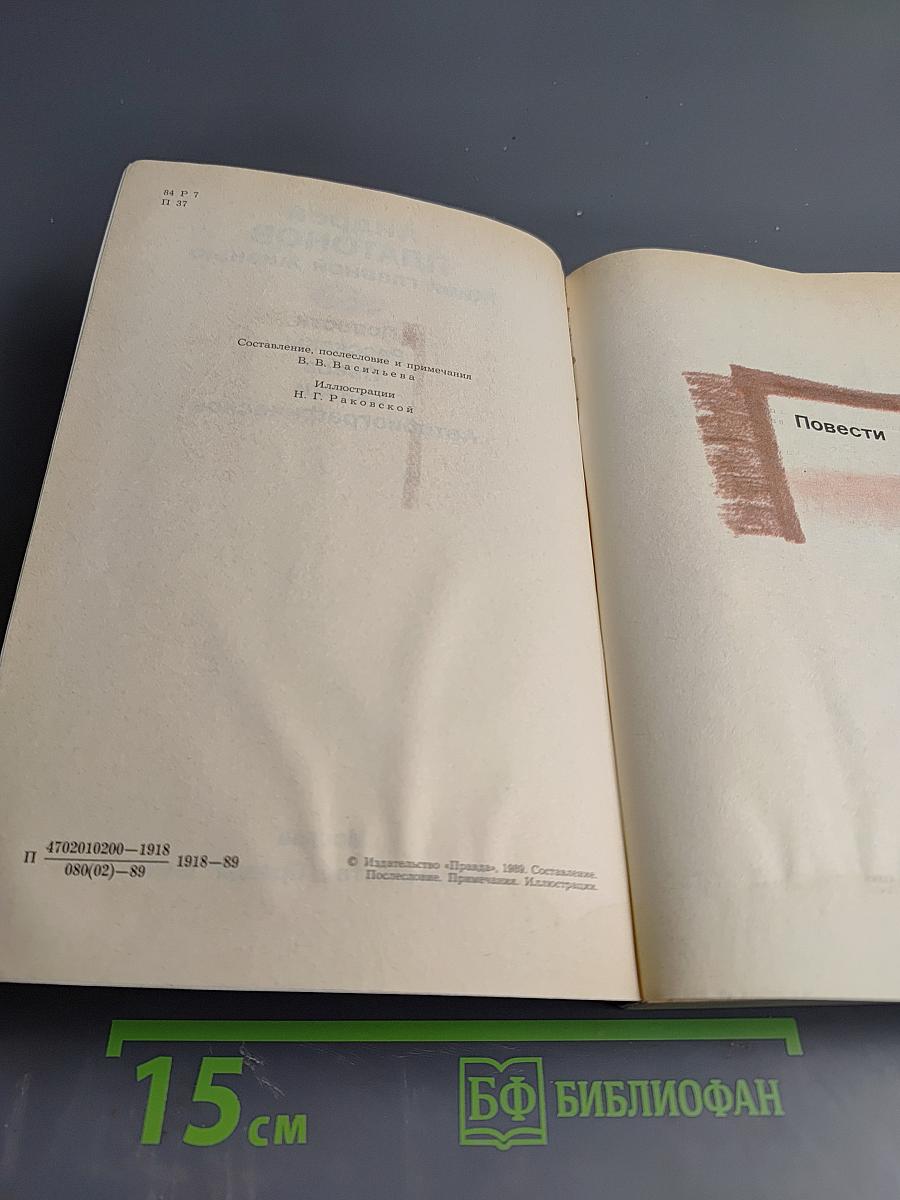 84 Р 7
П 37
Составление, послесловие и примечания
В. В. Васильева
Иллюстрации
Н. Г. Раковской
П 4702010200—1918
080(02)—89
1918—89
© Издательство «Правда», 1989. Составление.
Послесловие. Примечания. Иллюстрации.
Повести
15 см
БФ БИБЛИОФАН